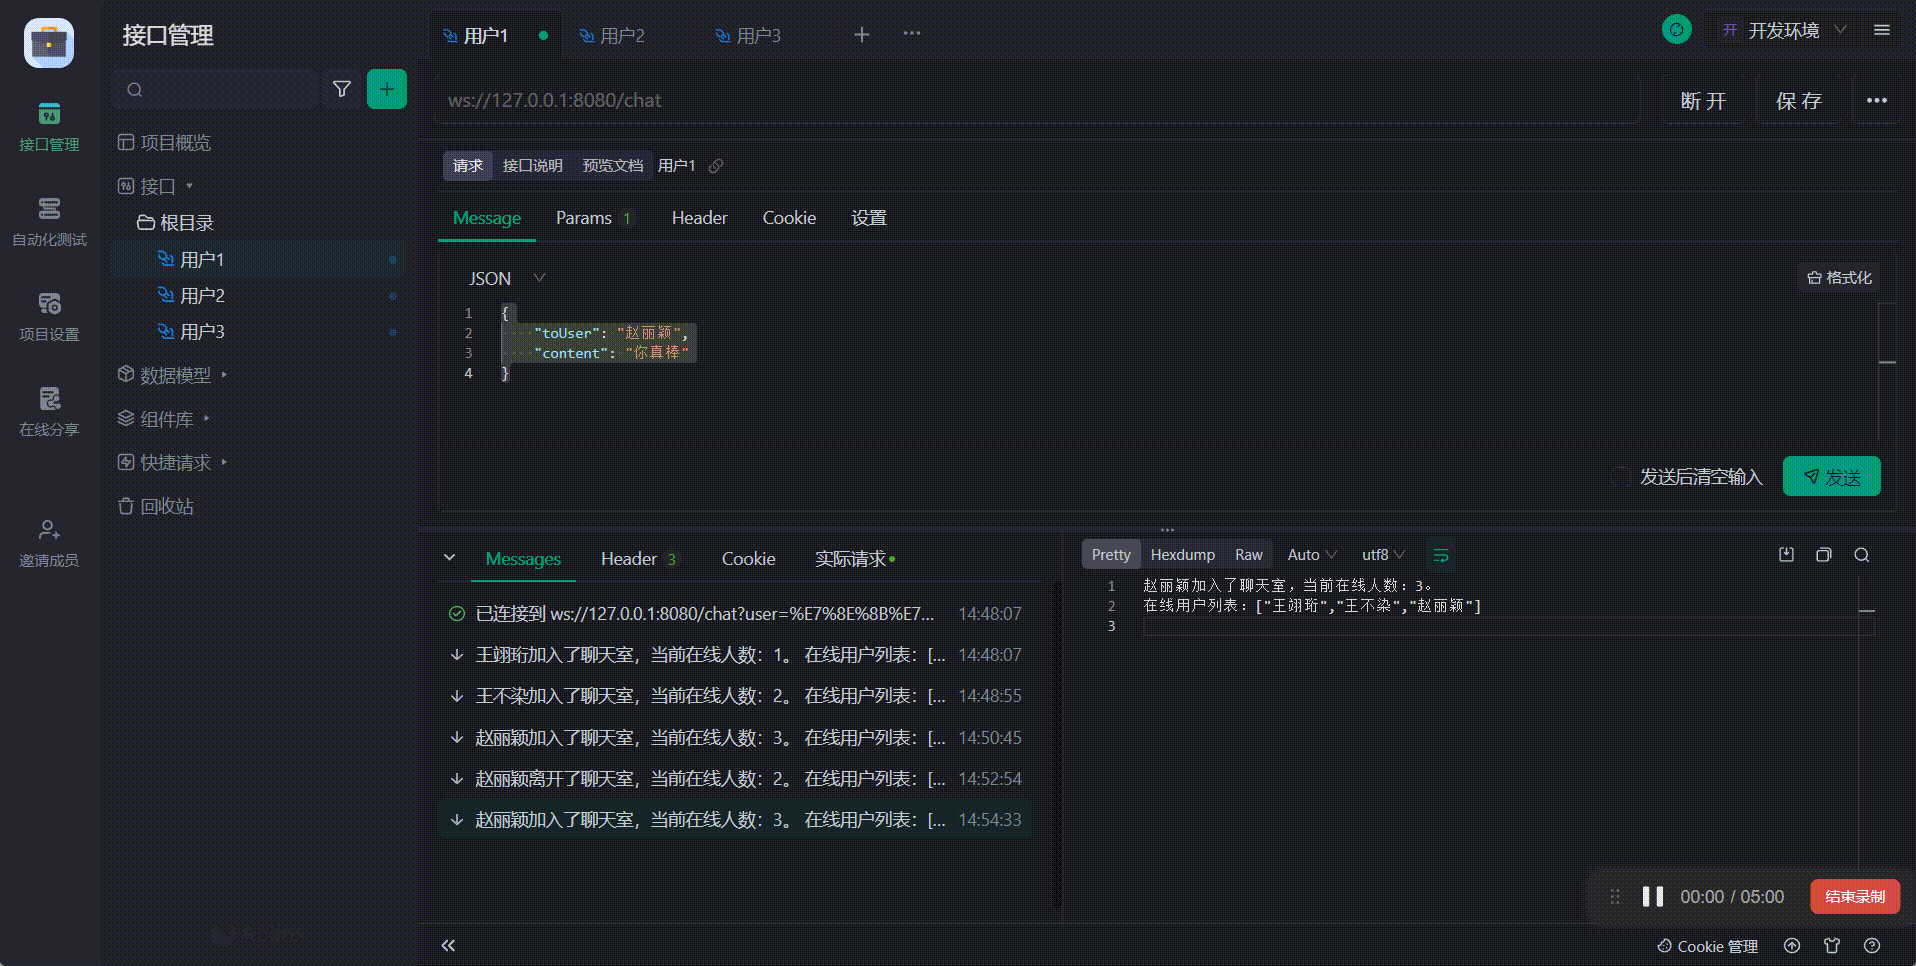 接口管理
自动化测试
项目设置
在线分享
邀请成员
接口管理
项目概览
接口
根目录
用户1
用户2
用户3
数据模型
组件库
快捷请求
回收站
用户1
用户2
用户3
开 开发环境
ws://127.0.0.1:8080/chat
断开 保存
请求 接口说明 预览文档 用户1
Message Params 1 Header Cookie 设置
JSON
格式化
1 {
2 "toUser": "赵丽颖",
3 "content": "你真棒"
4 }
发送后清空输入 发送
Messages Header 3 Cookie 实际请求
已连接到 ws://127.0.0.1:8080/chat?user=%E7%8E%8B%E7... 14:48:07
王翊珩加入了聊天室，当前在线人数：1。 在线用户列表：[... 14:48:07
王不染加入了聊天室，当前在线人数：2。 在线用户列表：[... 14:48:55
赵丽颖加入了聊天室，当前在线人数：3。 在线用户列表：[... 14:50:45
赵丽颖离开了聊天室，当前在线人数：2。 在线用户列表：[... 14:52:54
赵丽颖加入了聊天室，当前在线人数：3。 在线用户列表：[... 14:54:33
Pretty Hexdump Raw Auto utf8
1 赵丽颖加入了聊天室，当前在线人数：3。
2 在线用户列表：["王翊珩","王不染","赵丽颖"]
3
00:00 / 05:00 结束录制
Cookie 管理